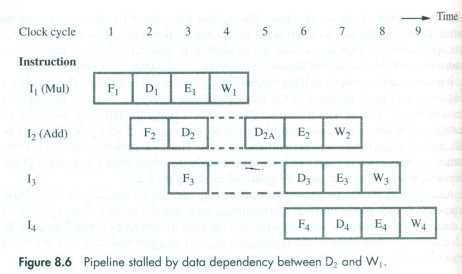 Time
Clock cycle 1 2 3 4 5 6 7 8 9
Instruction
I1 (Mul) F1 D1 E1 W1
I2 (Add) F2 D2 D2A E2 W2
I3 F3 D3 E3 W3
I4 F4 D4 E4 W4
Figure 8.6 Pipeline stalled by data dependency between D2 and W1.